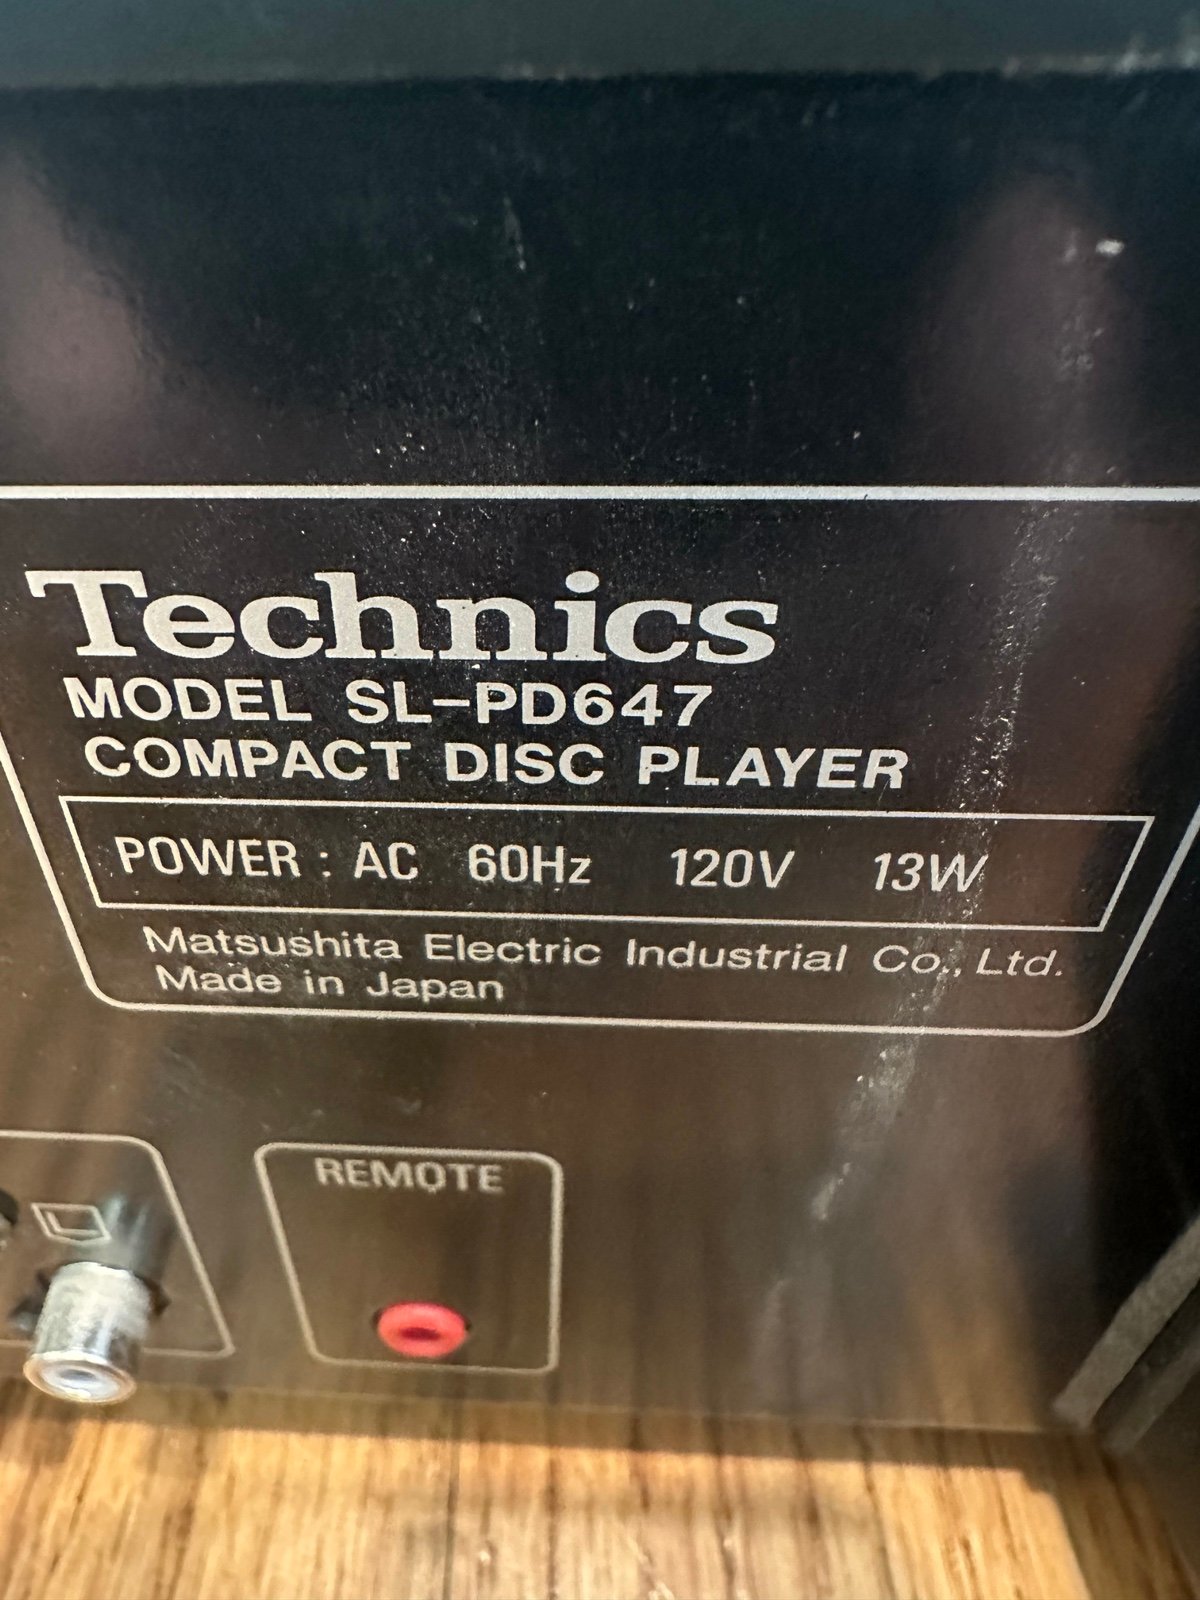 Technics
MODEL SL-PD647
COMPACT DISC PLAYER
POWER : AC 60Hz 120V 13W
Matsushita Electric Industrial Co., Ltd.
Made in Japan
REMOTE